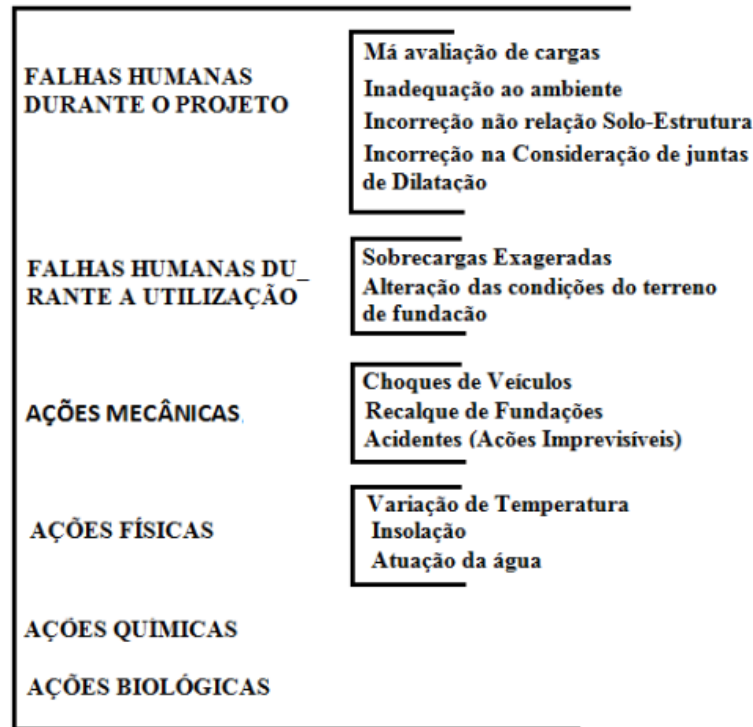 FALHAS HUMANAS
DURANTE O PROJETO
Má avaliação de cargas
Inadequação ao ambiente
Incorreção não relação Solo-Estrutura
Incorreção na Consideração de juntas
de Dilatação
FALHAS HUMANAS DU_
RANTE A UTILIZAÇÃO
Sobrecargas Exageradas
Alteração das condições do terreno
de fundacão
AÇÕES MECÂNICAS
Choques de Veículos
Recalque de Fundações
Acidentes (Acões Imprevisíveis)
AÇÕES FÍSICAS
Variação de Temperatura
Insolação
Atuação da água
AÇÕES QUÍMICAS
AÇÕES BIOLÓGICAS